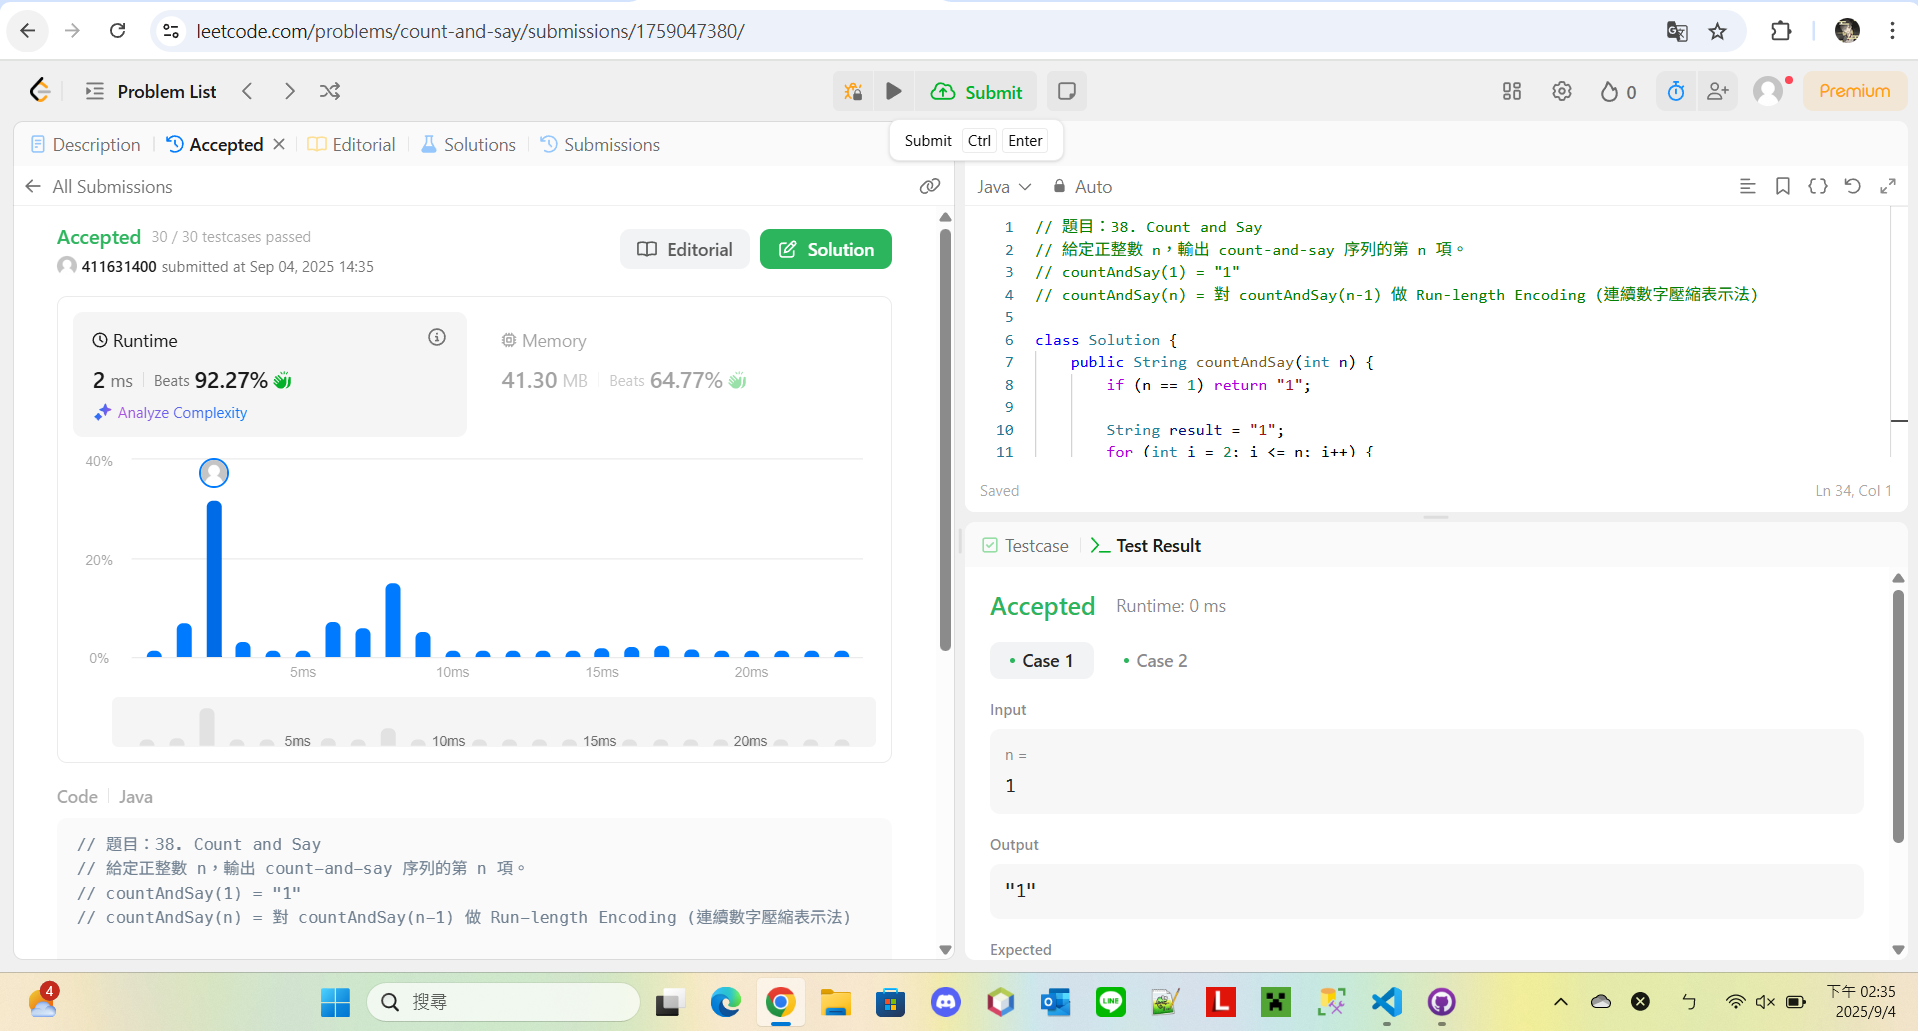 leetcode.com/problems/count-and-say/submissions/1759047380/
Problem List
Submit
0
Premium
Submit Ctrl Enter
Description
Accepted
Editorial
Solutions
Submissions
All Submissions
Accepted 30 / 30 testcases passed
411631400 submitted at Sep 04, 2025 14:35
Editorial
Solution
Runtime
2 ms Beats 92.27%
Analyze Complexity
Memory
41.30 MB Beats 64.77%
40%
20%
0%
5ms 10ms 15ms 20ms
5ms 10ms 15ms 20ms
Code Java
// 題目：38. Count and Say
// 給定正整數 n，輸出 count-and-say 序列的第 n 項。
// countAndSay(1) = "1"
// countAndSay(n) = 對 countAndSay(n-1) 做 Run-length Encoding (連續數字壓縮表示法)
Java Auto
1 // 題目：38. Count and Say
2 // 給定正整數 n，輸出 count-and-say 序列的第 n 項。
3 // countAndSay(1) = "1"
4 // countAndSay(n) = 對 countAndSay(n-1) 做 Run-length Encoding (連續數字壓縮表示法)
5
6 class Solution {
7 public String countAndSay(int n) {
8 if (n == 1) return "1";
9
10 String result = "1";
11 for (int i = 2; i <= n; i++) {
Saved
Ln 34, Col 1
Testcase
Test Result
Accepted Runtime: 0 ms
Case 1
Case 2
Input
n =
1
Output
"1"
Expected
4
搜尋
LINE
L
ㄅ
下午 02:35
2025/9/4